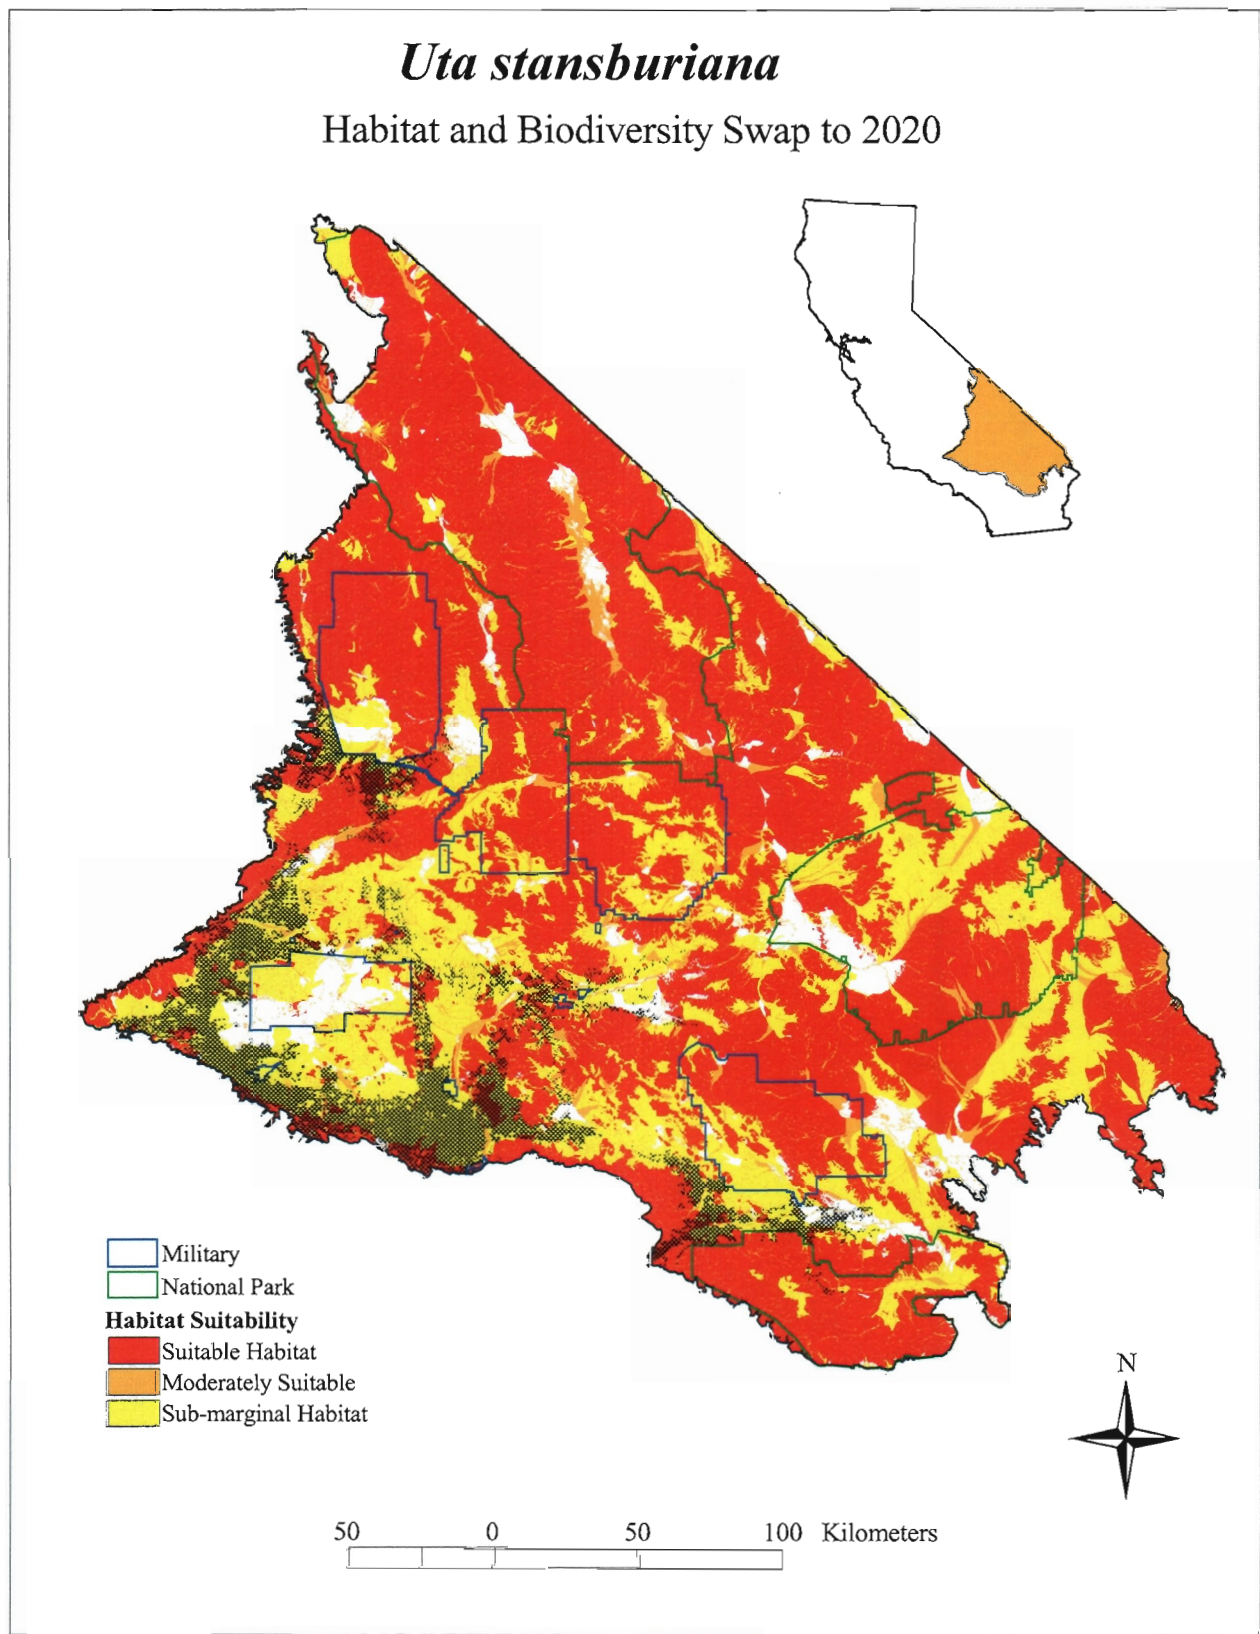 Uta stansburiana
Habitat and Biodiversity Swap to 2020
Military
National Park
Habitat Suitability
Suitable Habitat
Moderately Suitable
Sub-marginal Habitat
N
50 0 50 100 Kilometers